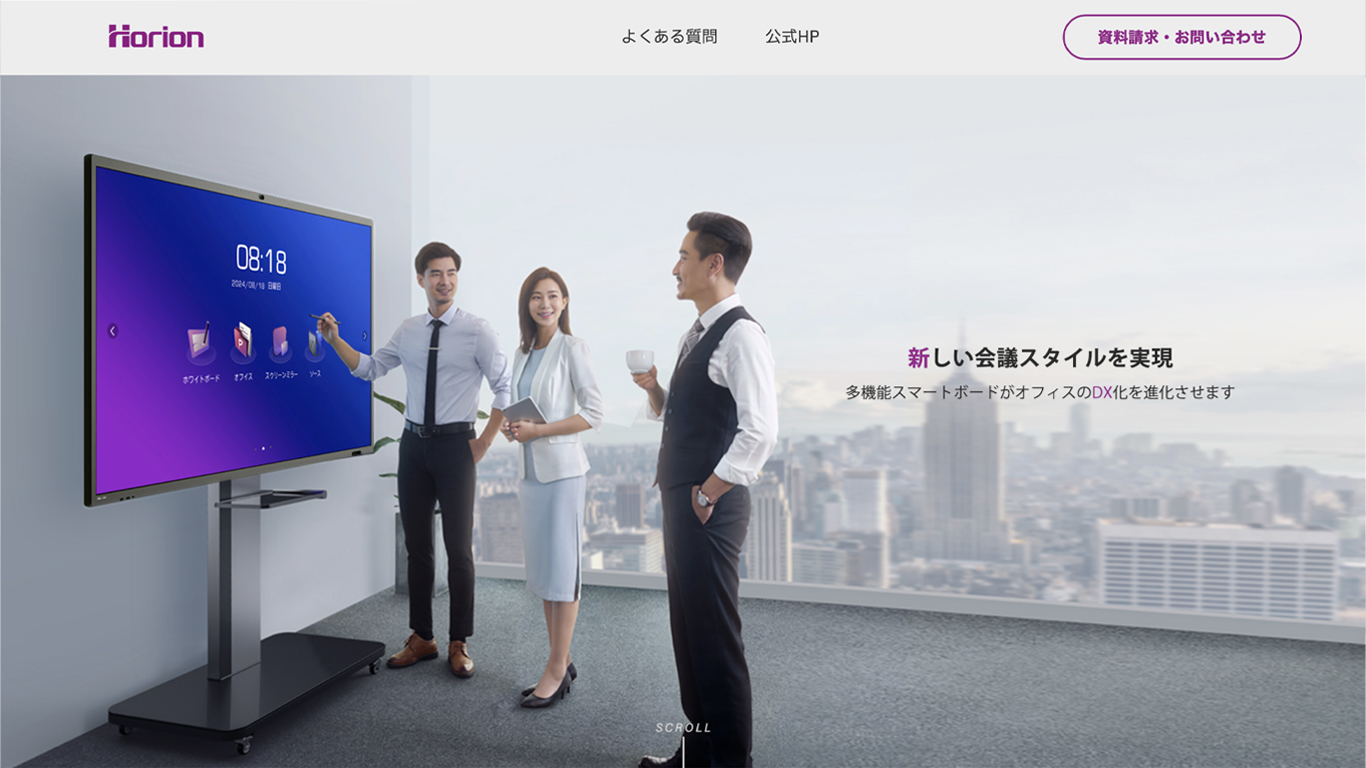 Horion
よくある質問
公式HP
資料請求・お問い合わせ
08:18
2024/08/18 日曜日
ホワイトボード
オフィス
スクリーンミラー
ソース
新しい会議スタイルを実現
多機能スマートボードがオフィスのDX化を進化させます
SCROLL